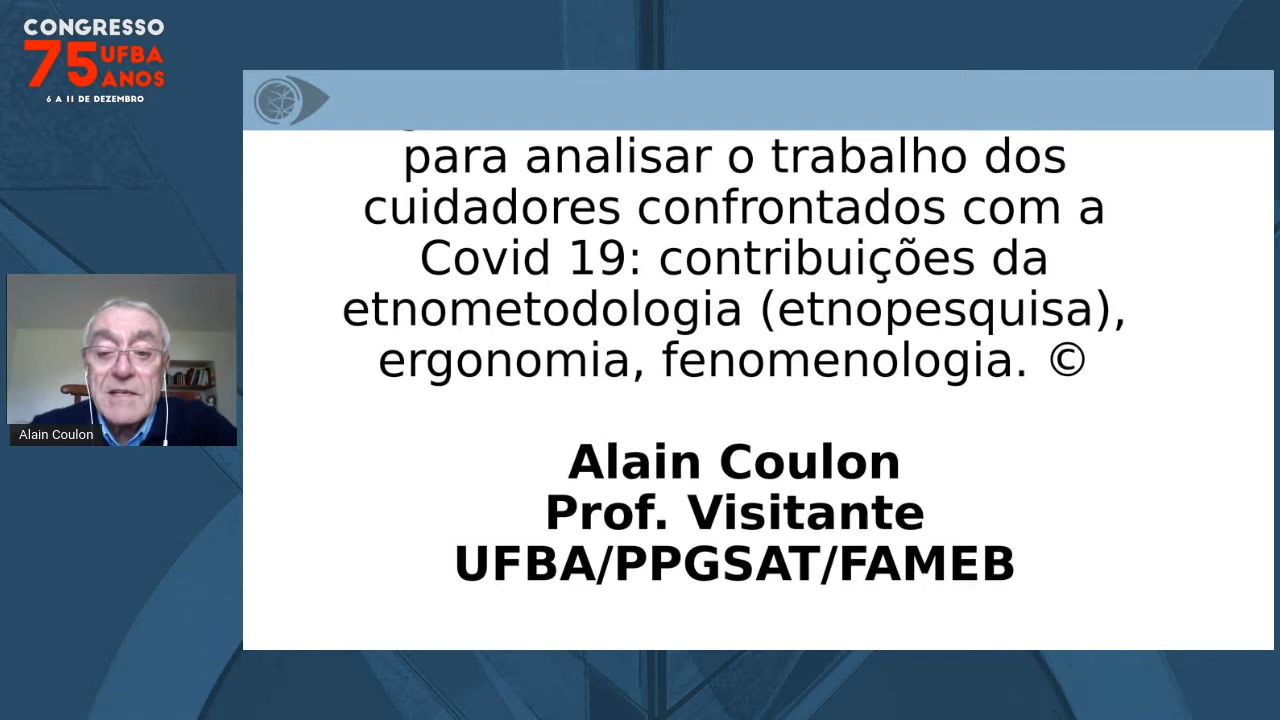 CONGRESSO
75 UFBA
ANOS
6 A 11 DE DEZEMBRO
para analisar o trabalho dos
cuidadores confrontados com a
Covid 19: contribuições da
etnometodologia (etnopesquisa),
ergonomia, fenomenologia. ©
Alain Coulon
Prof. Visitante
UFBA/PPGSAT/FAMEB
Alain Coulon